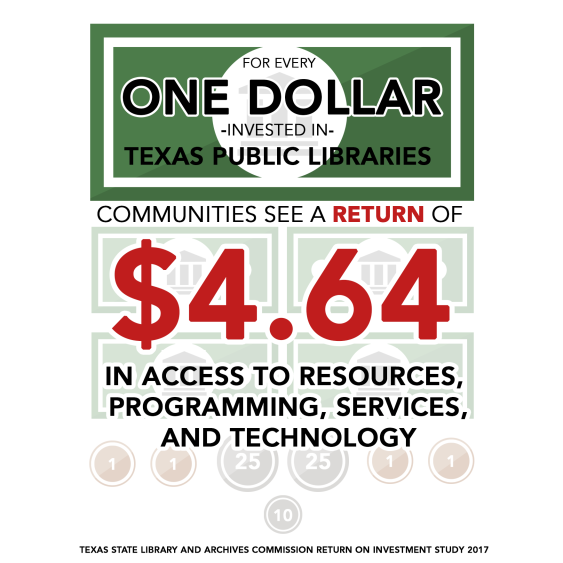 FOR EVERY
ONE DOLLAR
-INVESTED IN-
TEXAS PUBLIC LIBRARIES
COMMUNITIES SEE A RETURN OF
$4.64
IN ACCESS TO RESOURCES,
PROGRAMMING, SERVICES,
AND TECHNOLOGY
1 1 25 25 1 1
10
TEXAS STATE LIBRARY AND ARCHIVES COMMISSION RETURN ON INVESTMENT STUDY 2017